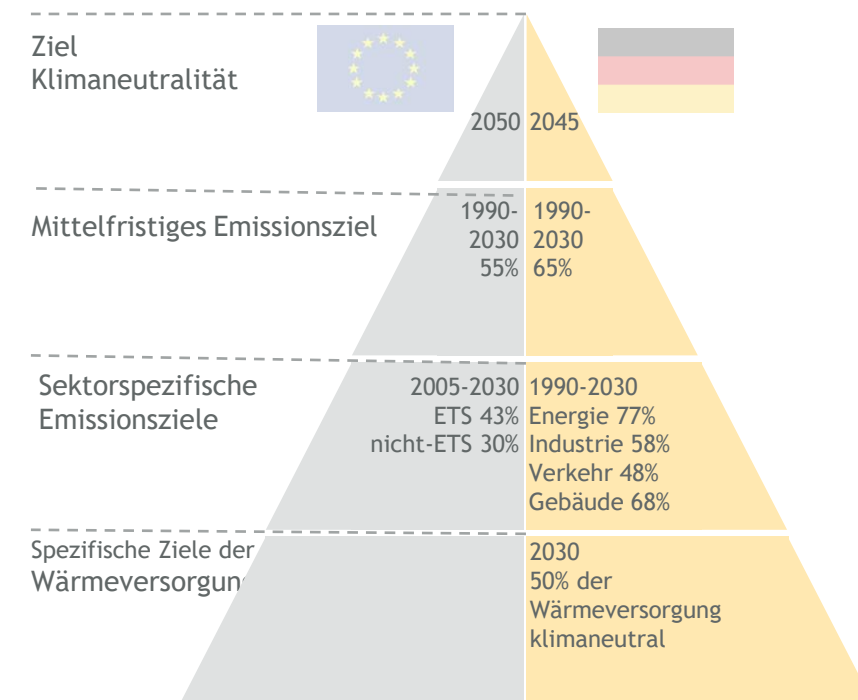 Ziel
Klimaneutralität
2050 2045
Mittelfristiges Emissionsziel
1990-
2030
55%
1990-
2030
65%
Sektorspezifische
Emissionsziele
2005-2030
ETS 43%
nicht-ETS 30%
1990-2030
Energie 77%
Industrie 58%
Verkehr 48%
Gebäude 68%
Spezifische Ziele der
Wärmeversorgun
2030
50% der
Wärmeversorgung
klimaneutral